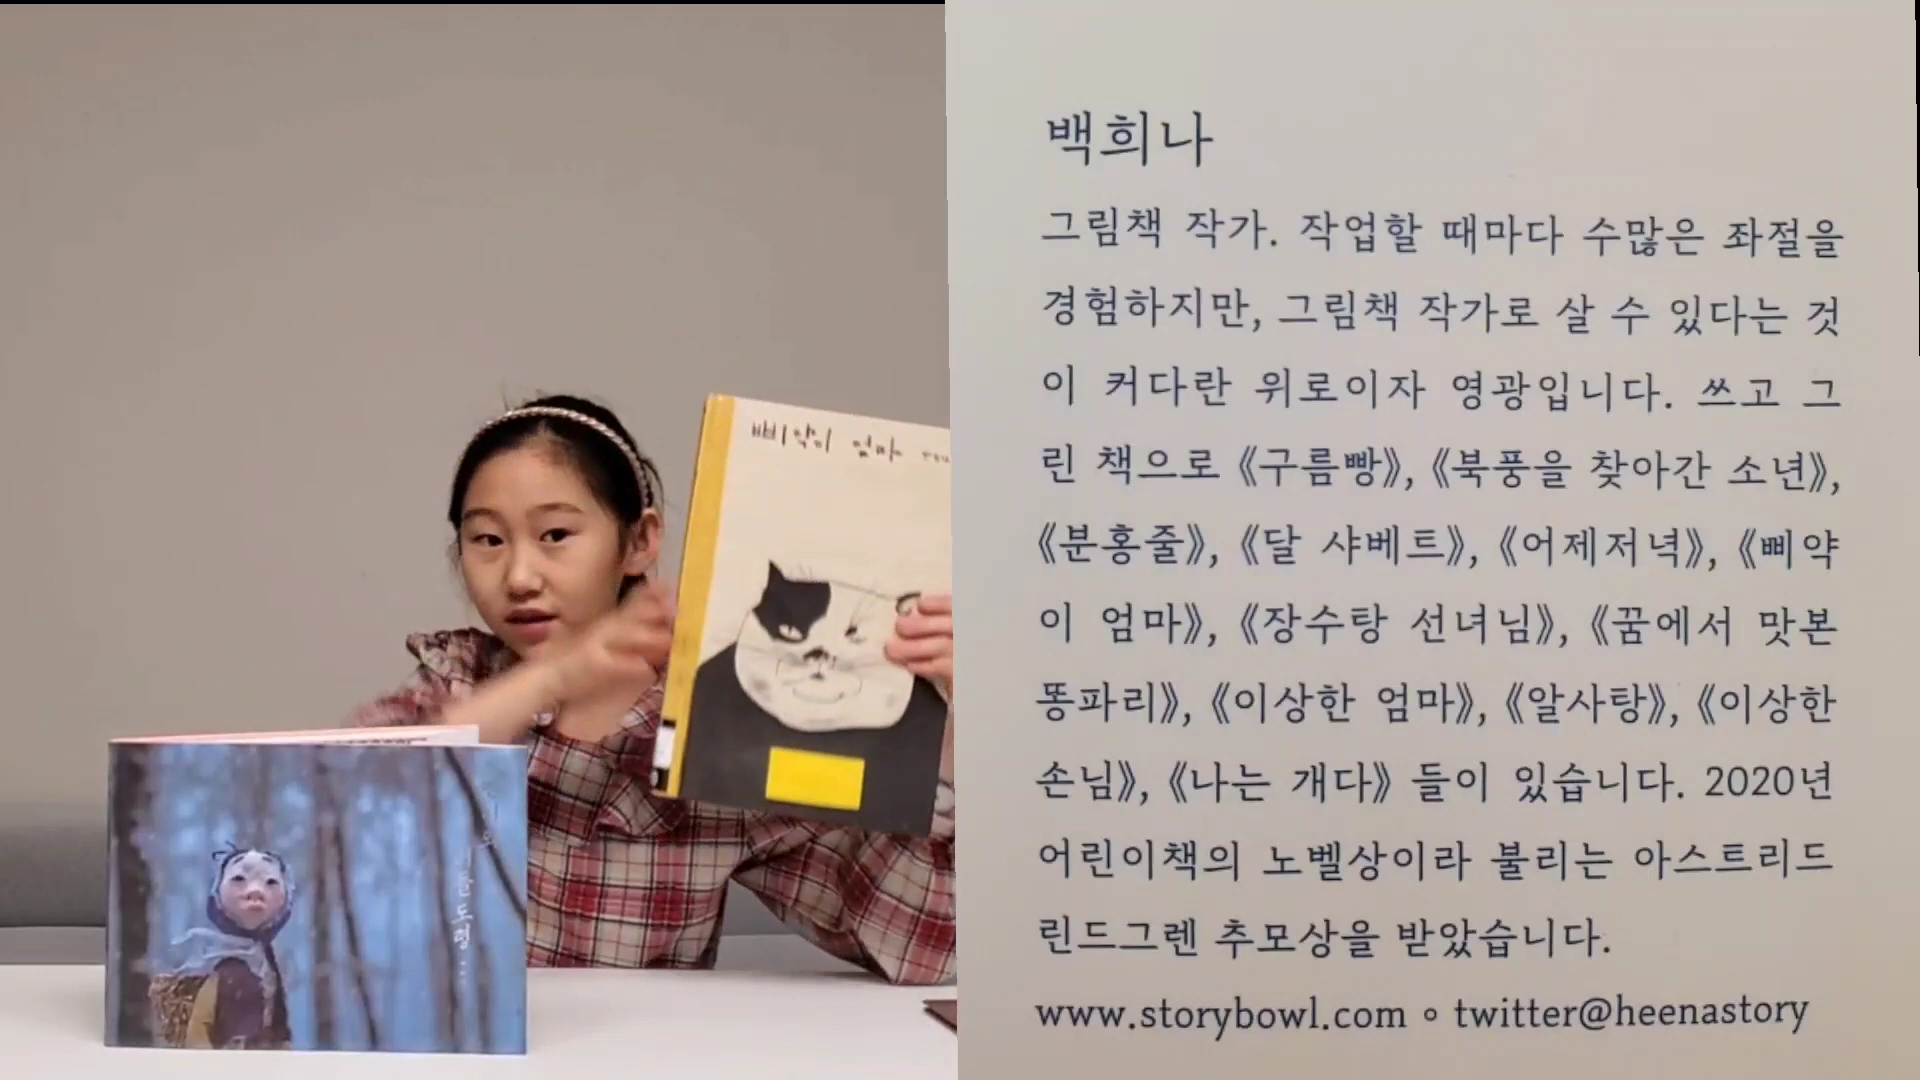 삐약이 엄마
백희나
그림책 작가. 작업할 때마다 수많은 좌절을
경험하지만, 그림책 작가로 살 수 있다는 것
이 커다란 위로이자 영광입니다. 쓰고 그
린 책으로 《구름빵》, 《북풍을 찾아간 소년》,
《분홍줄》, 《달 샤베트》, 《어제저녁》, 《삐약
이 엄마》, 《장수탕 선녀님》, 《꿈에서 맛본
똥파리》, 《이상한 엄마》, 《알사탕》, 《이상한
손님》, 《나는 개다》 들이 있습니다. 2020년
어린이책의 노벨상이라 불리는 아스트리드
린드그렌 추모상을 받았습니다.
www.storybowl.com ∘ twitter@heenastory